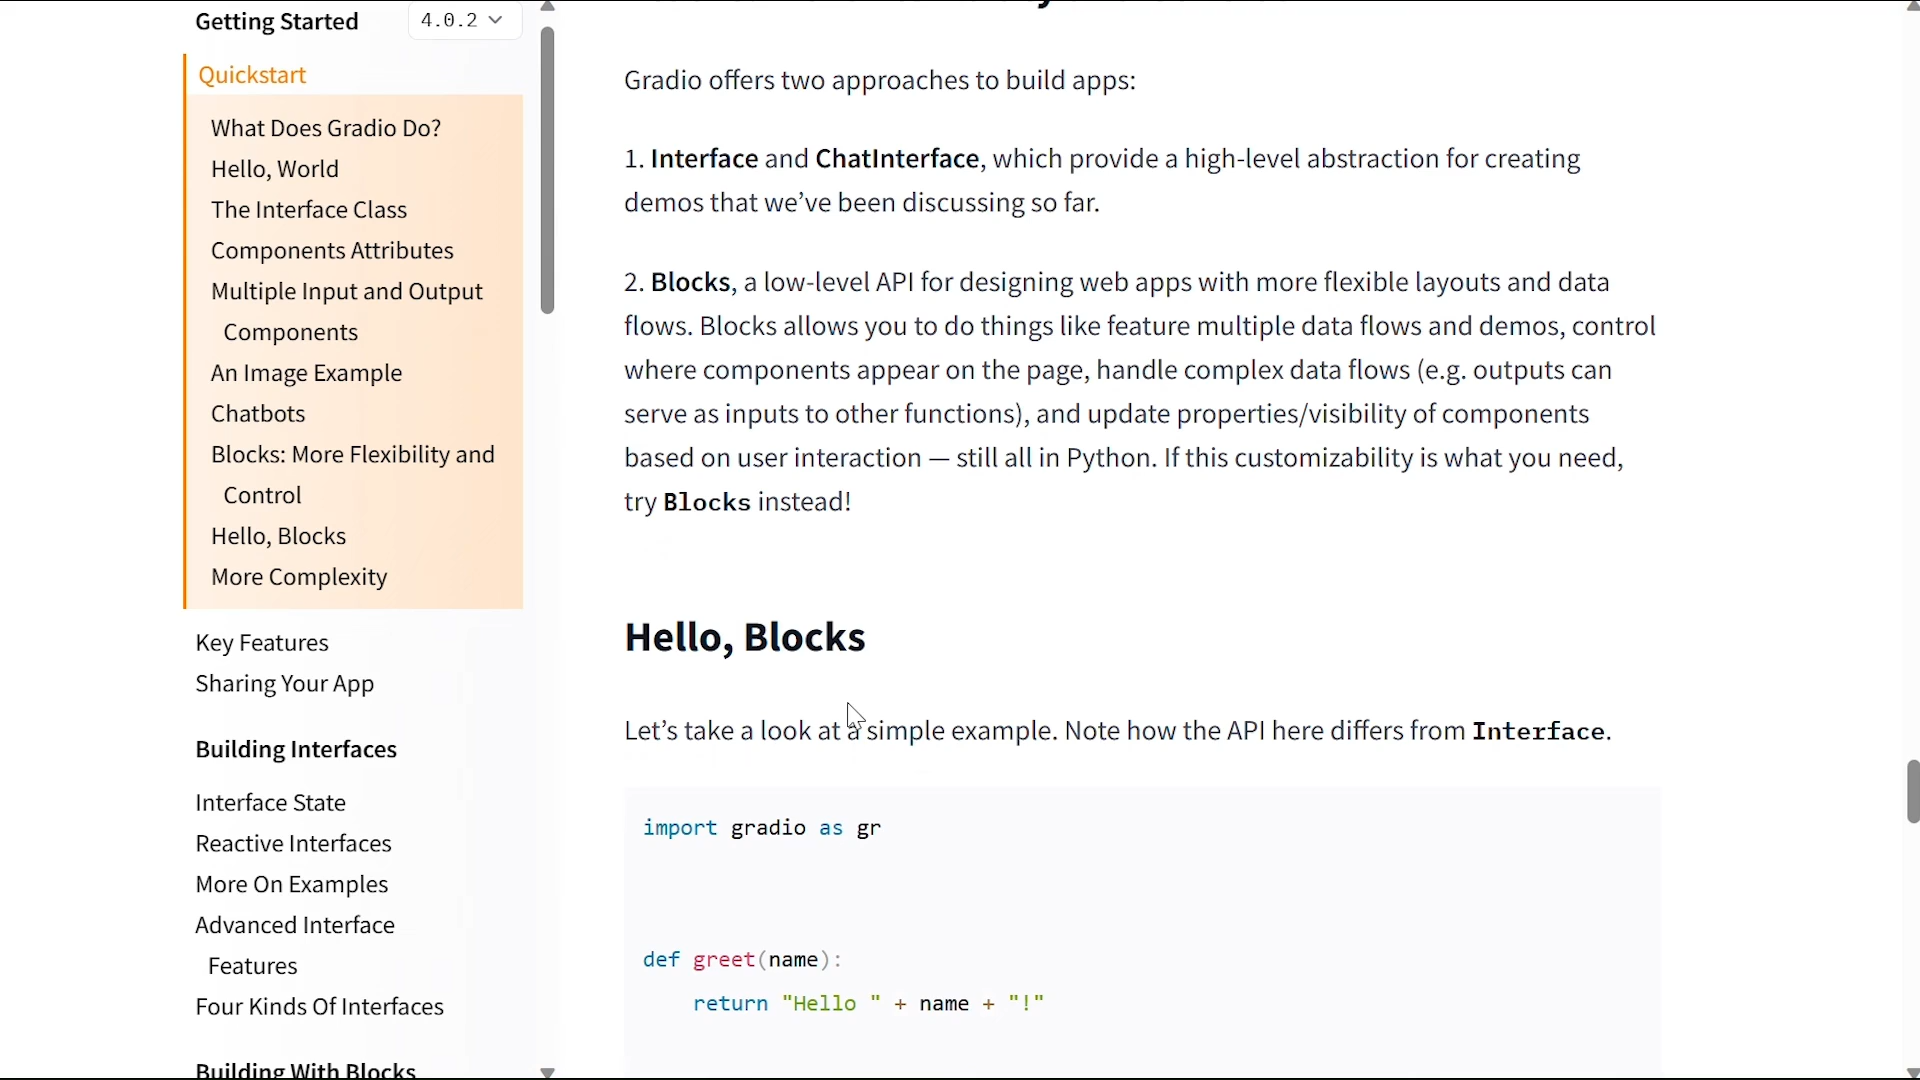 Getting Started
4.0.2
Quickstart
What Does Gradio Do?
Hello, World
The Interface Class
Components Attributes
Multiple Input and Output
Components
An Image Example
Chatbots
Blocks: More Flexibility and
Control
Hello, Blocks
More Complexity
Key Features
Sharing Your App
Building Interfaces
Interface State
Reactive Interfaces
More On Examples
Advanced Interface
Features
Four Kinds Of Interfaces
Building With Blocks
Gradio offers two approaches to build apps:
1. Interface and ChatInterface, which provide a high-level abstraction for creating
demos that we’ve been discussing so far.
2. Blocks, a low-level API for designing web apps with more flexible layouts and data
flows. Blocks allows you to do things like feature multiple data flows and demos, control
where components appear on the page, handle complex data flows (e.g. outputs can
serve as inputs to other functions), and update properties/visibility of components
based on user interaction — still all in Python. If this customizability is what you need,
try Blocks instead!
Hello, Blocks
Let’s take a look at a simple example. Note how the API here differs from Interface.
import gradio as gr
def greet(name):
    return "Hello " + name + "!"